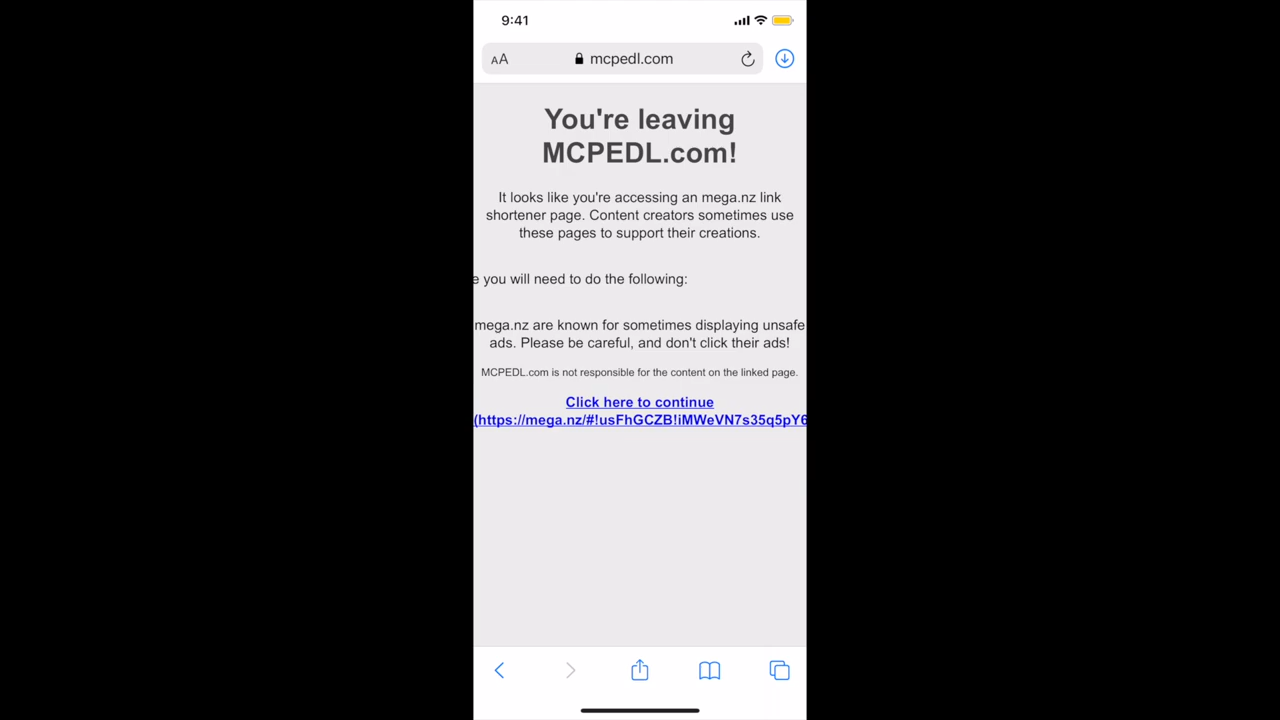 9:41
AA mcpedl.com
You're leaving
MCPEDL.com!
It looks like you're accessing an mega.nz link
shortener page. Content creators sometimes use
these pages to support their creations.
e you will need to do the following:
mega.nz are known for sometimes displaying unsafe
ads. Please be careful, and don't click their ads!
MCPEDL.com is not responsible for the content on the linked page.
Click here to continue
(https://mega.nz/#!usFhGCZB!iMWeVN7s35q5pY6